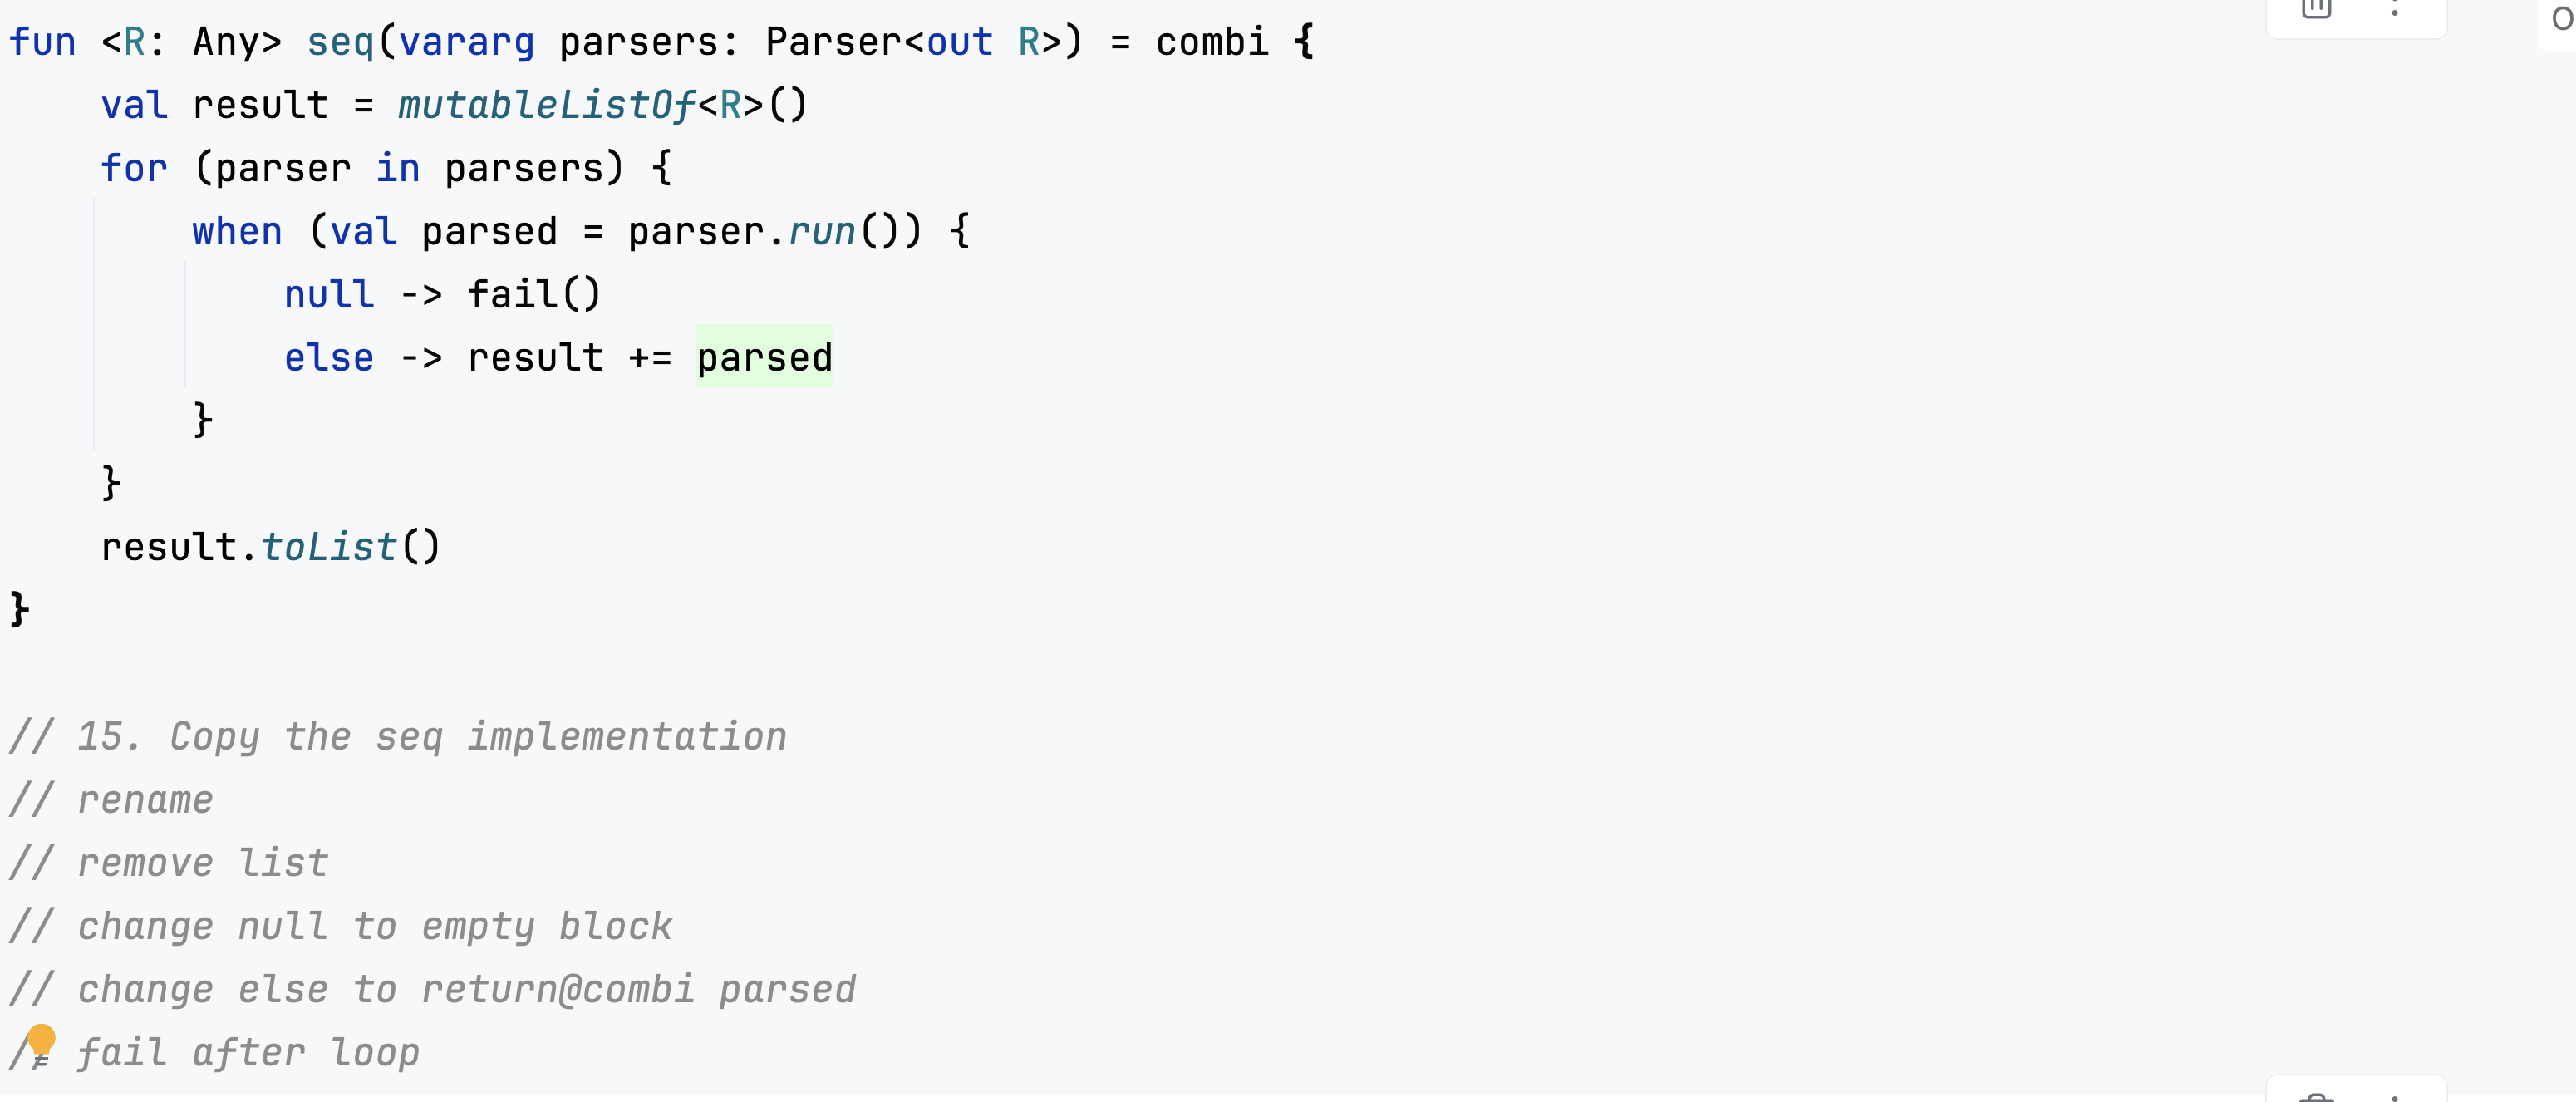 fun <R: Any> seq(vararg parsers: Parser<out R>) = combi {
    val result = mutableListOf<R>()
    for (parser in parsers) {
        when (val parsed = parser.run()) {
            null -> fail()
            else -> result += parsed
        }
    }
    result.toList()
}

// 15. Copy the seq implementation
// rename
// remove list
// change null to empty block
// change else to return@combi parsed
// fail after loop